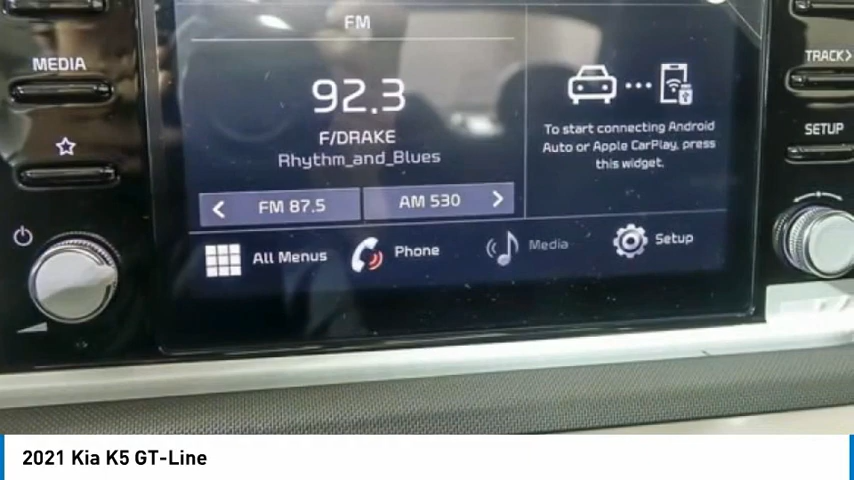 FM
MEDIA
TRACK>
92.3
F/DRAKE
Rhythm_and_Blues
To start connecting Android
Auto or Apple CarPlay, press
this widget.
SETUP
< FM 87.5
AM 530 >
All Menus
Phone
Media
Setup
2021 Kia K5 GT-Line